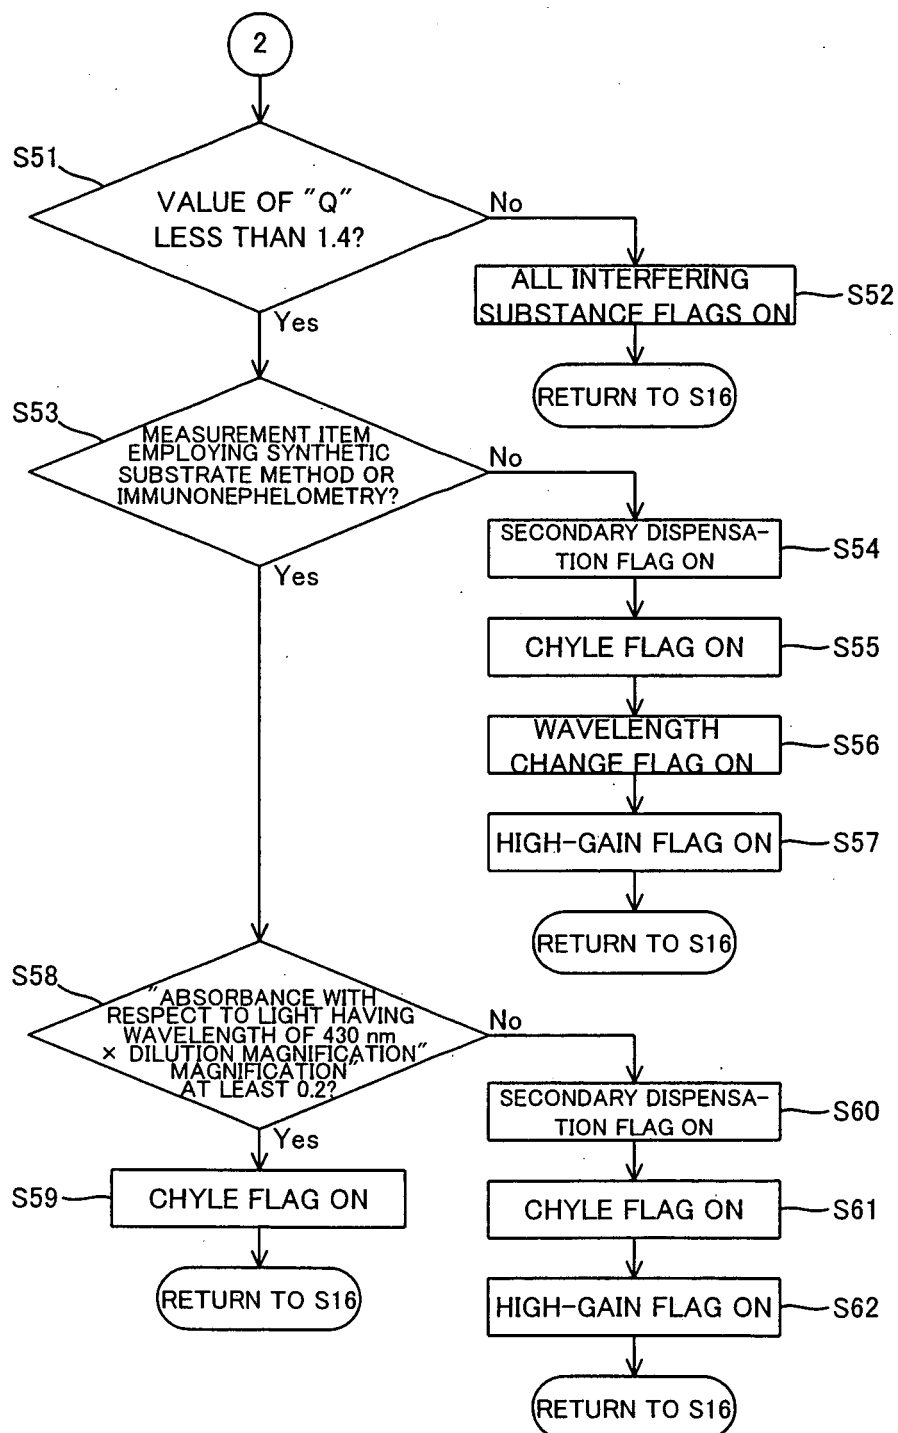 2
S51
VALUE OF "Q"
LESS THAN 1.4?
No
ALL INTERFERING
SUBSTANCE FLAGS ON
S52
Yes
RETURN TO S16
S53
MEASUREMENT ITEM
EMPLOYING SYNTHETIC
SUBSTRATE METHOD OR
IMMUNONEPHELOMETRY?
No
SECONDARY DISPENSA-
TION FLAG ON
S54
Yes
CHYLE FLAG ON
S55
WAVELENGTH
CHANGE FLAG ON
S56
HIGH-GAIN FLAG ON
S57
RETURN TO S16
S58
"ABSORBANCE WITH
RESPECT TO LIGHT HAVING
WAVELENGTH OF 430 nm
× DILUTION MAGNIFICATION"
MAGNIFICATION"
AT LEAST 0.2?
No
SECONDARY DISPENSA-
TION FLAG ON
S60
Yes
S59
CHYLE FLAG ON
CHYLE FLAG ON
S61
RETURN TO S16
HIGH-GAIN FLAG ON
S62
RETURN TO S16